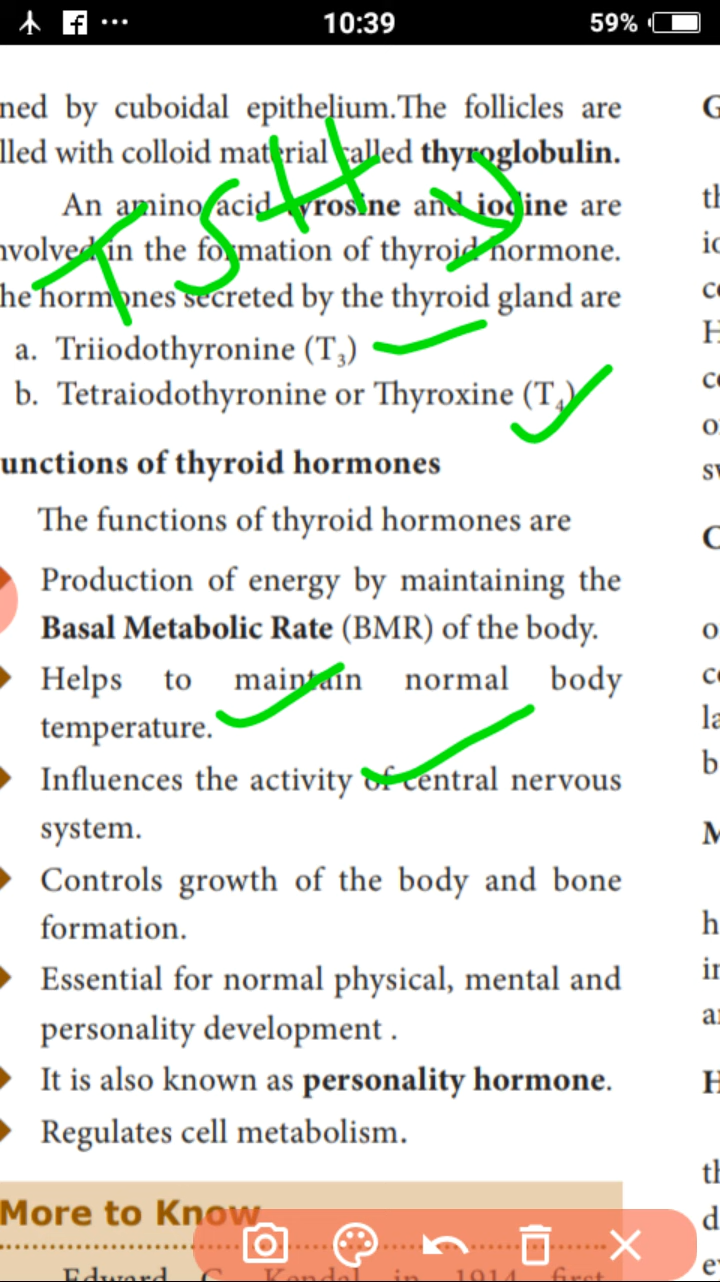 10:39 59%
ned by cuboidal epithelium.The follicles are
lled with colloid material called thyroglobulin.
An amino acid tyrosine and iodine are
nvolved in the formation of thyroid hormone.
he hormones secreted by the thyroid gland are
TSH
a. Triiodothyronine (T₃)
b. Tetraiodothyronine or Thyroxine (T₄)
unctions of thyroid hormones
The functions of thyroid hormones are
Production of energy by maintaining the
Basal Metabolic Rate (BMR) of the body.
Helps to maintain normal body
temperature.
Influences the activity of central nervous
system.
Controls growth of the body and bone
formation.
Essential for normal physical, mental and
personality development .
It is also known as personality hormone.
Regulates cell metabolism.
More to Know
Edward C. Kendal in 1914 first